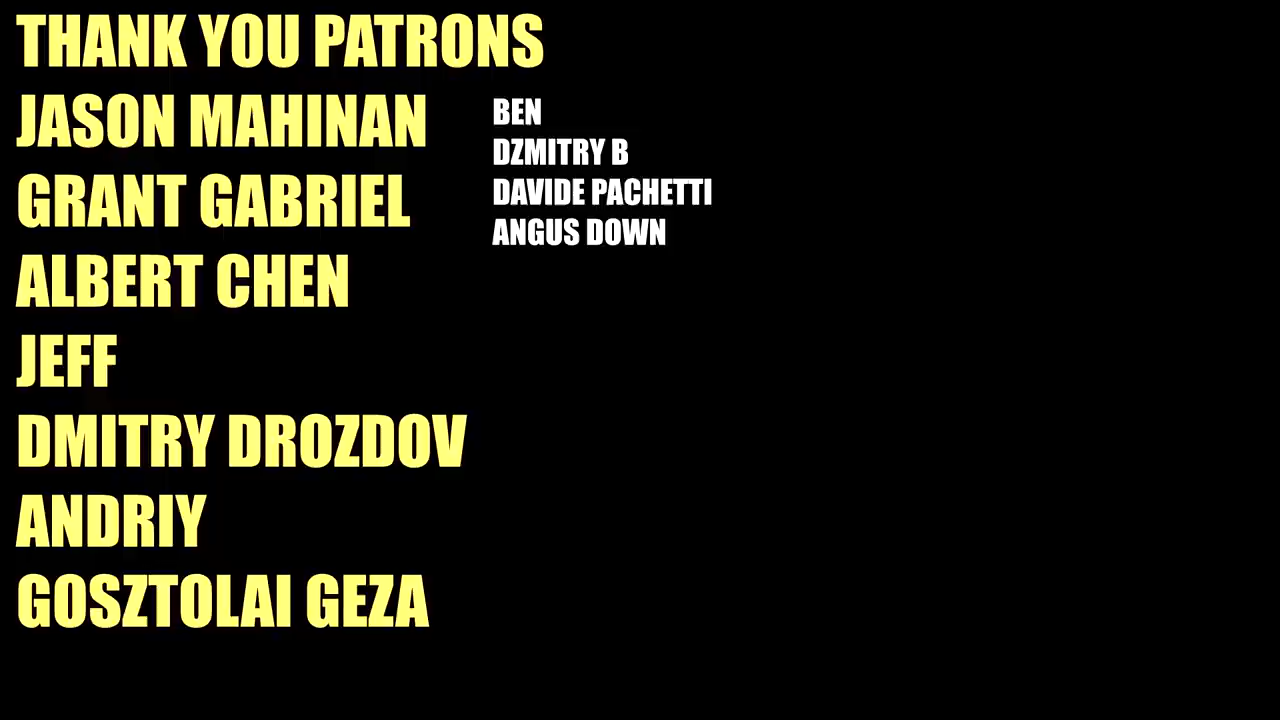 THANK YOU PATRONS
JASON MAHINAN
GRANT GABRIEL
ALBERT CHEN
JEFF
DMITRY DROZDOV
ANDRIY
GOSZTOLAI GEZA
BEN
DZMITRY B
DAVIDE PACHETTI
ANGUS DOWN